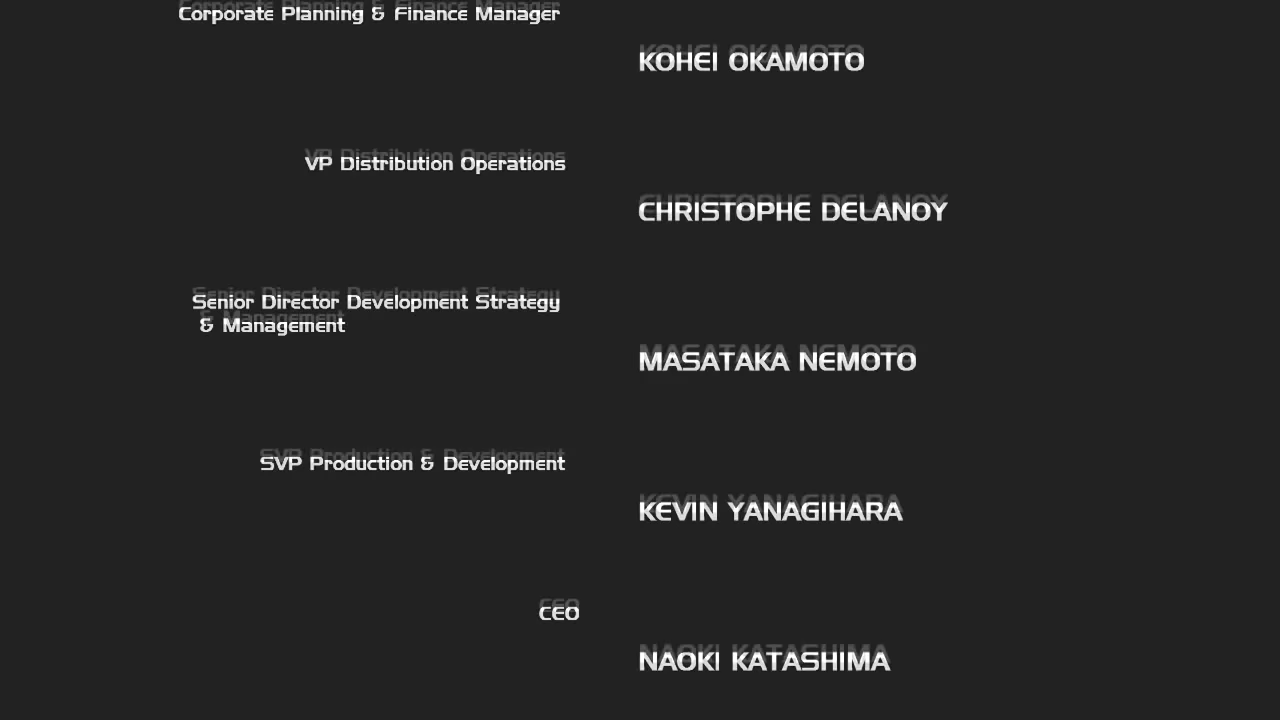 Corporate Planning & Finance Manager
KOHEI OKAMOTO
VP Distribution Operations
CHRISTOPHE DELANOY
Senior Director Development Strategy
& Management
MASATAKA NEMOTO
SVP Production & Development
KEVIN YANAGIHARA
CEO
NAOKI KATASHIMA